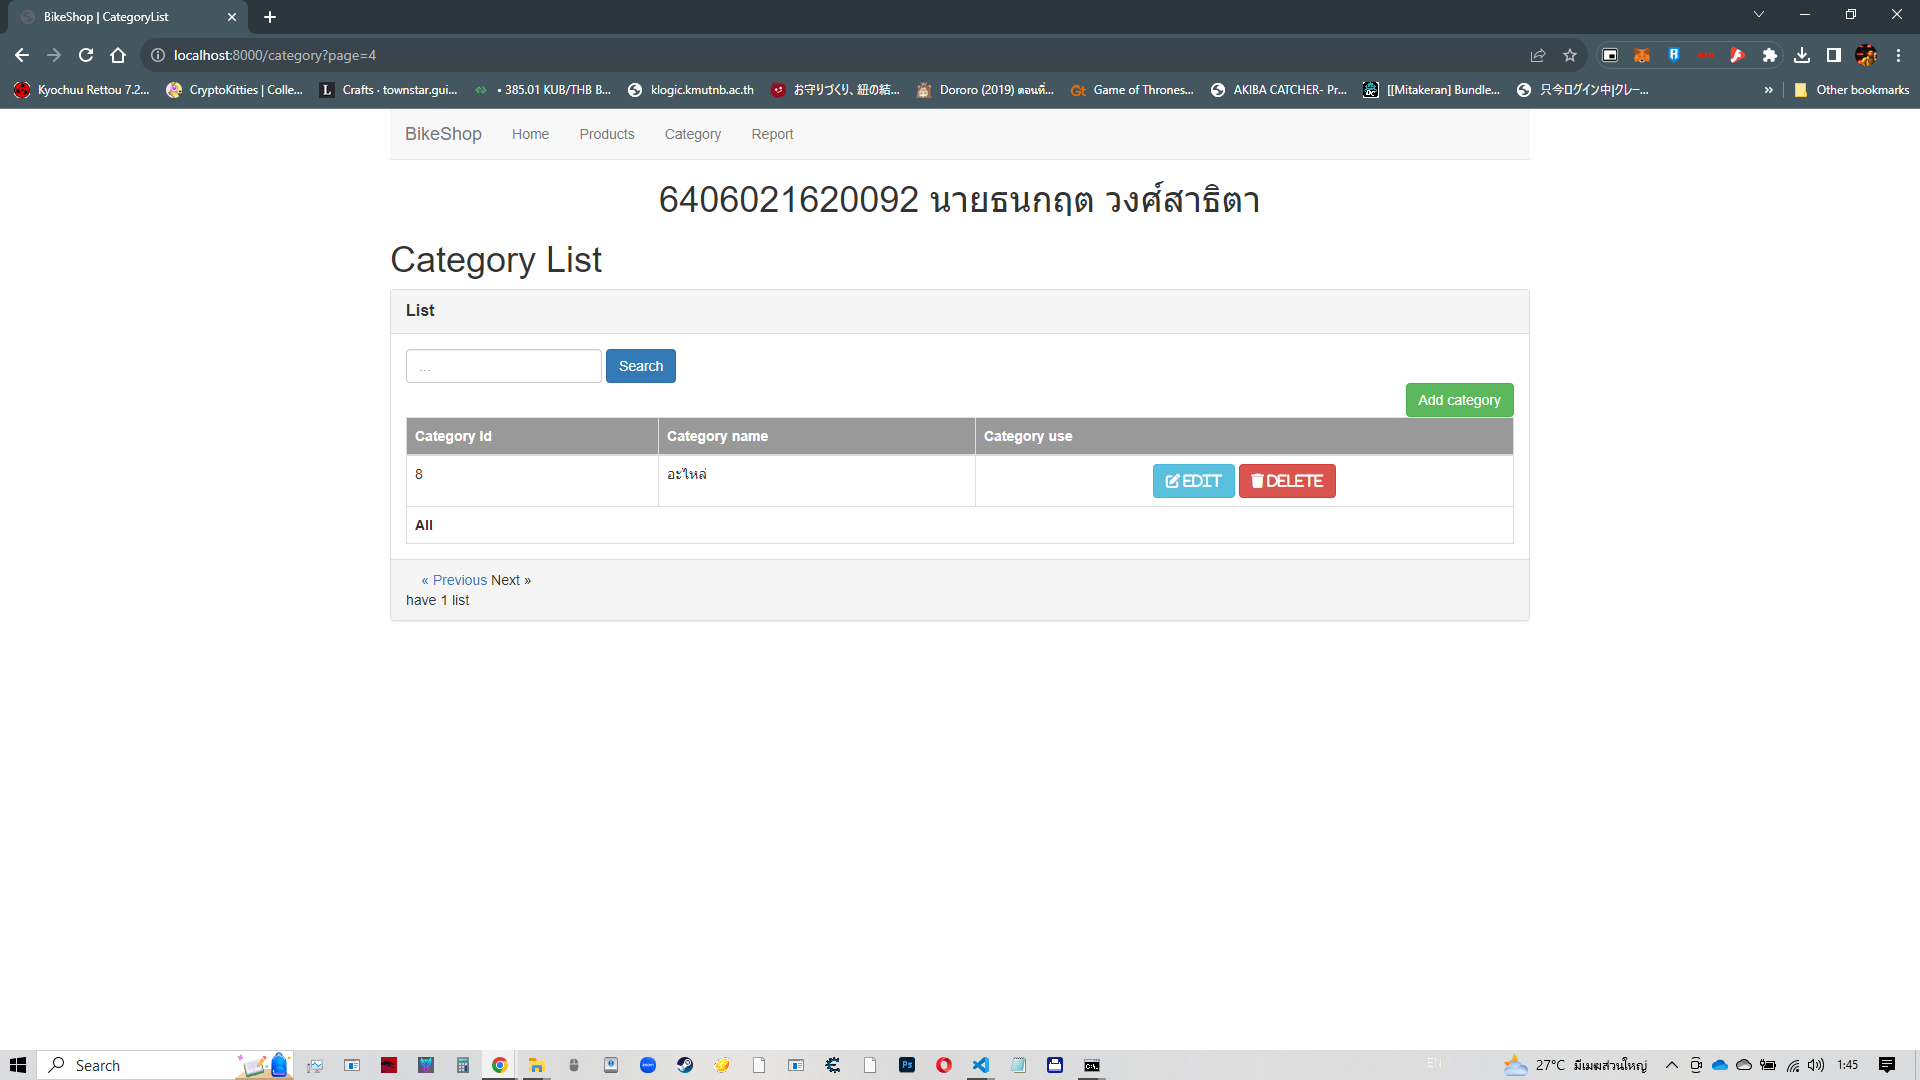 BikeShop | CategoryList
localhost:8000/category?page=4
Kyochuu Rettou 7.2... CryptoKitties | Colle... Crafts · townstar.gui... • 385.01 KUB/THB B... klogic.kmutnb.ac.th お守りづくり、紐の結... Dororo (2019) ตอนที่... Game of Thrones... AKIBA CATCHER- Pr... [[Mitakeran] Bundle... 只今ログイン中|クレー... » Other bookmarks
BikeShop Home Products Category Report
6406021620092 นายธนกฤต วงศ์สาธิตา
Category List
List
... Search
Add category
Category Id Category name Category use
8 อะไหล่ EDIT DELETE
All
« Previous Next »
have 1 list
Search EN 27°C มีเมฆส่วนใหญ่ 1:45